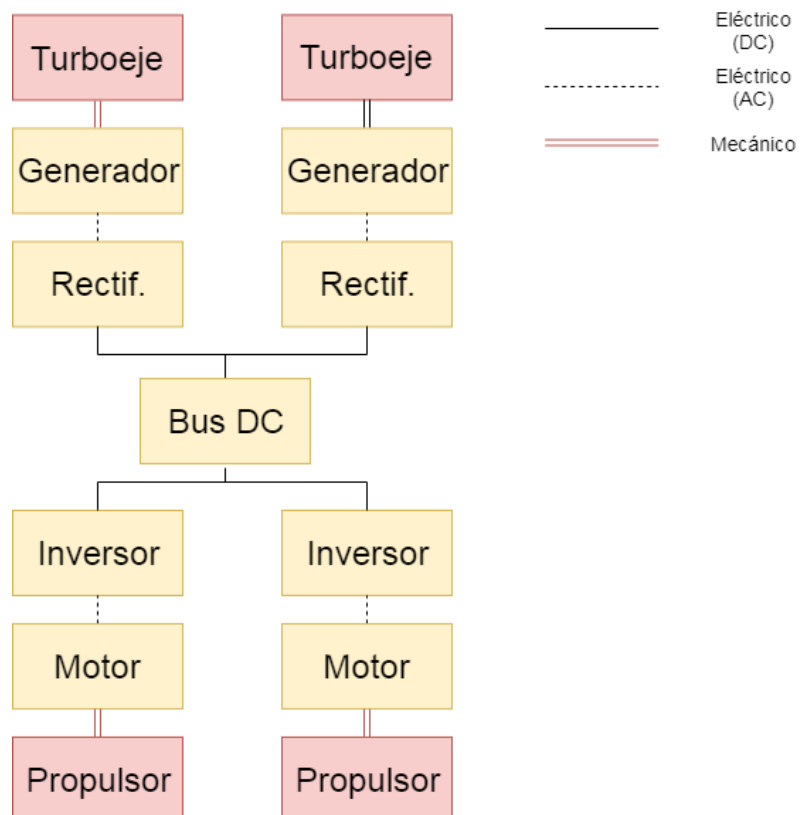 Turboeje
Turboeje
Eléctrico
(DC)
Eléctrico
(AC)
Mecánico
Generador
Generador
Rectif.
Rectif.
Bus DC
Inversor
Inversor
Motor
Motor
Propulsor
Propulsor